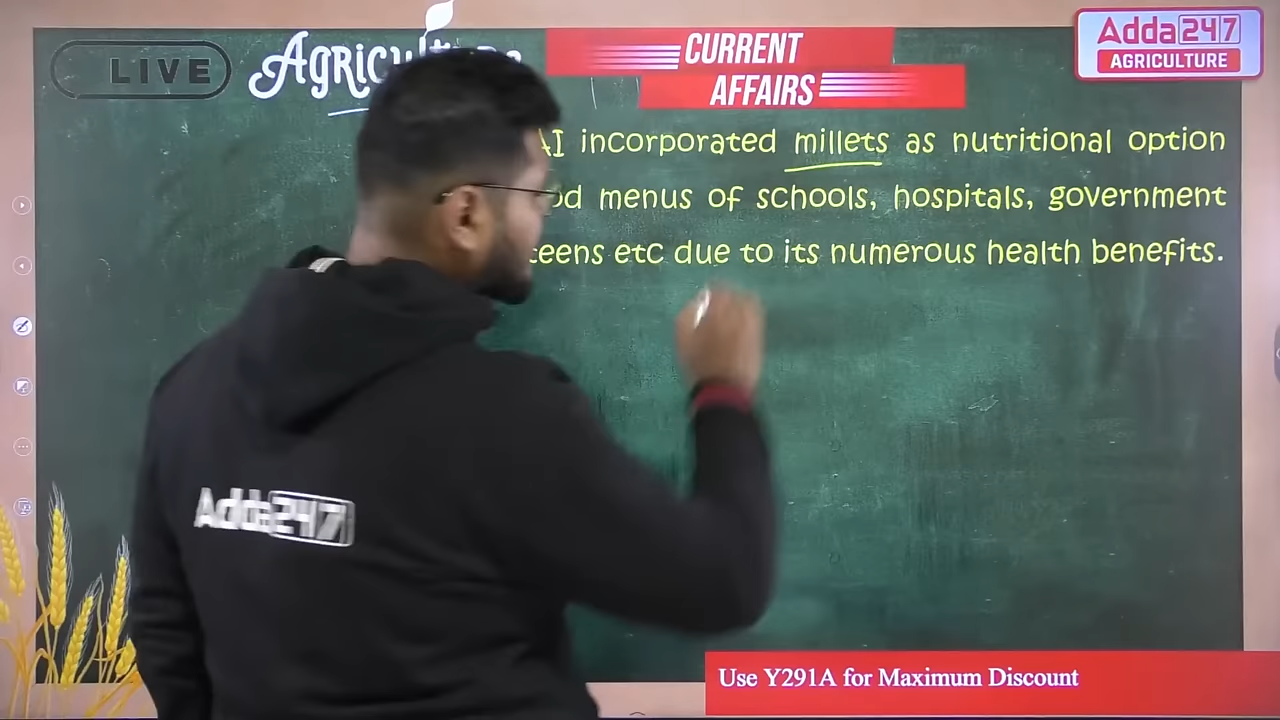 LIVE
CURRENT
AFFAIRS
Adda247
AGRICULTURE
incorporated millets as nutritional option
menus of schools, hospitals, government
etc due to its numerous health benefits.
Adda247
Use Y291A for Maximum Discount